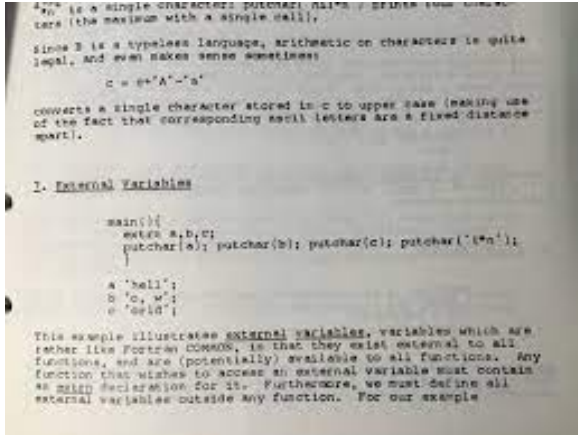 is a single character; putchar(
ters (the maximum with a single call).
Since B is a typeless language, arithmetic on characters is quite
legal, and even makes sense sometimes:
c = c+'A'-'a'
converts a single character stored in c to upper case (making use
of the fact that corresponding ascii letters are a fixed distance
apart).
7. External Variables
main(){
extrn a,b,c;
putchar(a); putchar(b); putchar(c); putchar('!*n');
}
a 'hell';
b 'o, w';
c 'orld';
This example illustrates external variables, variables which are
rather like Fortran COMMON, in that they exist external to all
functions, and are (potentially) available to all functions. Any
function that wishes to access an external variable must contain
an extrn declaration for it. Furthermore, we must define all
external variables outside any function. For our example